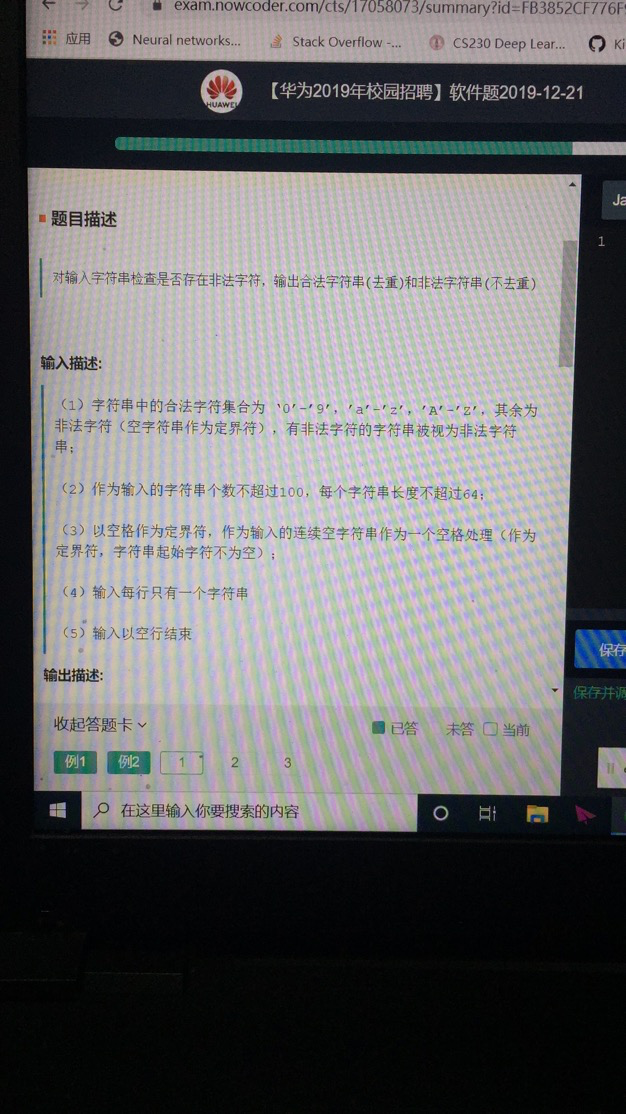 exam.nowcoder.com/cts/17058073/summary?id=FB3852CF776F
应用 Neural networks... Stack Overflow -... CS230 Deep Lear... Ki
HUAWEI 【华为2019年校园招聘】软件题2019-12-21
Ja
1
题目描述
对输入字符串检查是否存在非法字符，输出合法字符串(去重)和非法字符串(不去重)
输入描述:
（1）字符串中的合法字符集合为 '0'-'9'，'a'-'z'，'A'-'Z'，其余为
非法字符（空字符串作为定界符），有非法字符的字符串被视为非法字符
串；
（2）作为输入的字符串个数不超过100，每个字符串长度不超过64；
（3）以空格作为定界符，作为输入的连续空字符串作为一个空格处理（作为
定界符，字符串起始字符不为空）；
（4）输入每行只有一个字符串
（5）输入以空行结束
输出描述:
保存
保存并
收起答题卡
已答 未答 当前
例1 例2 1 2 3
在这里输入你要搜索的内容